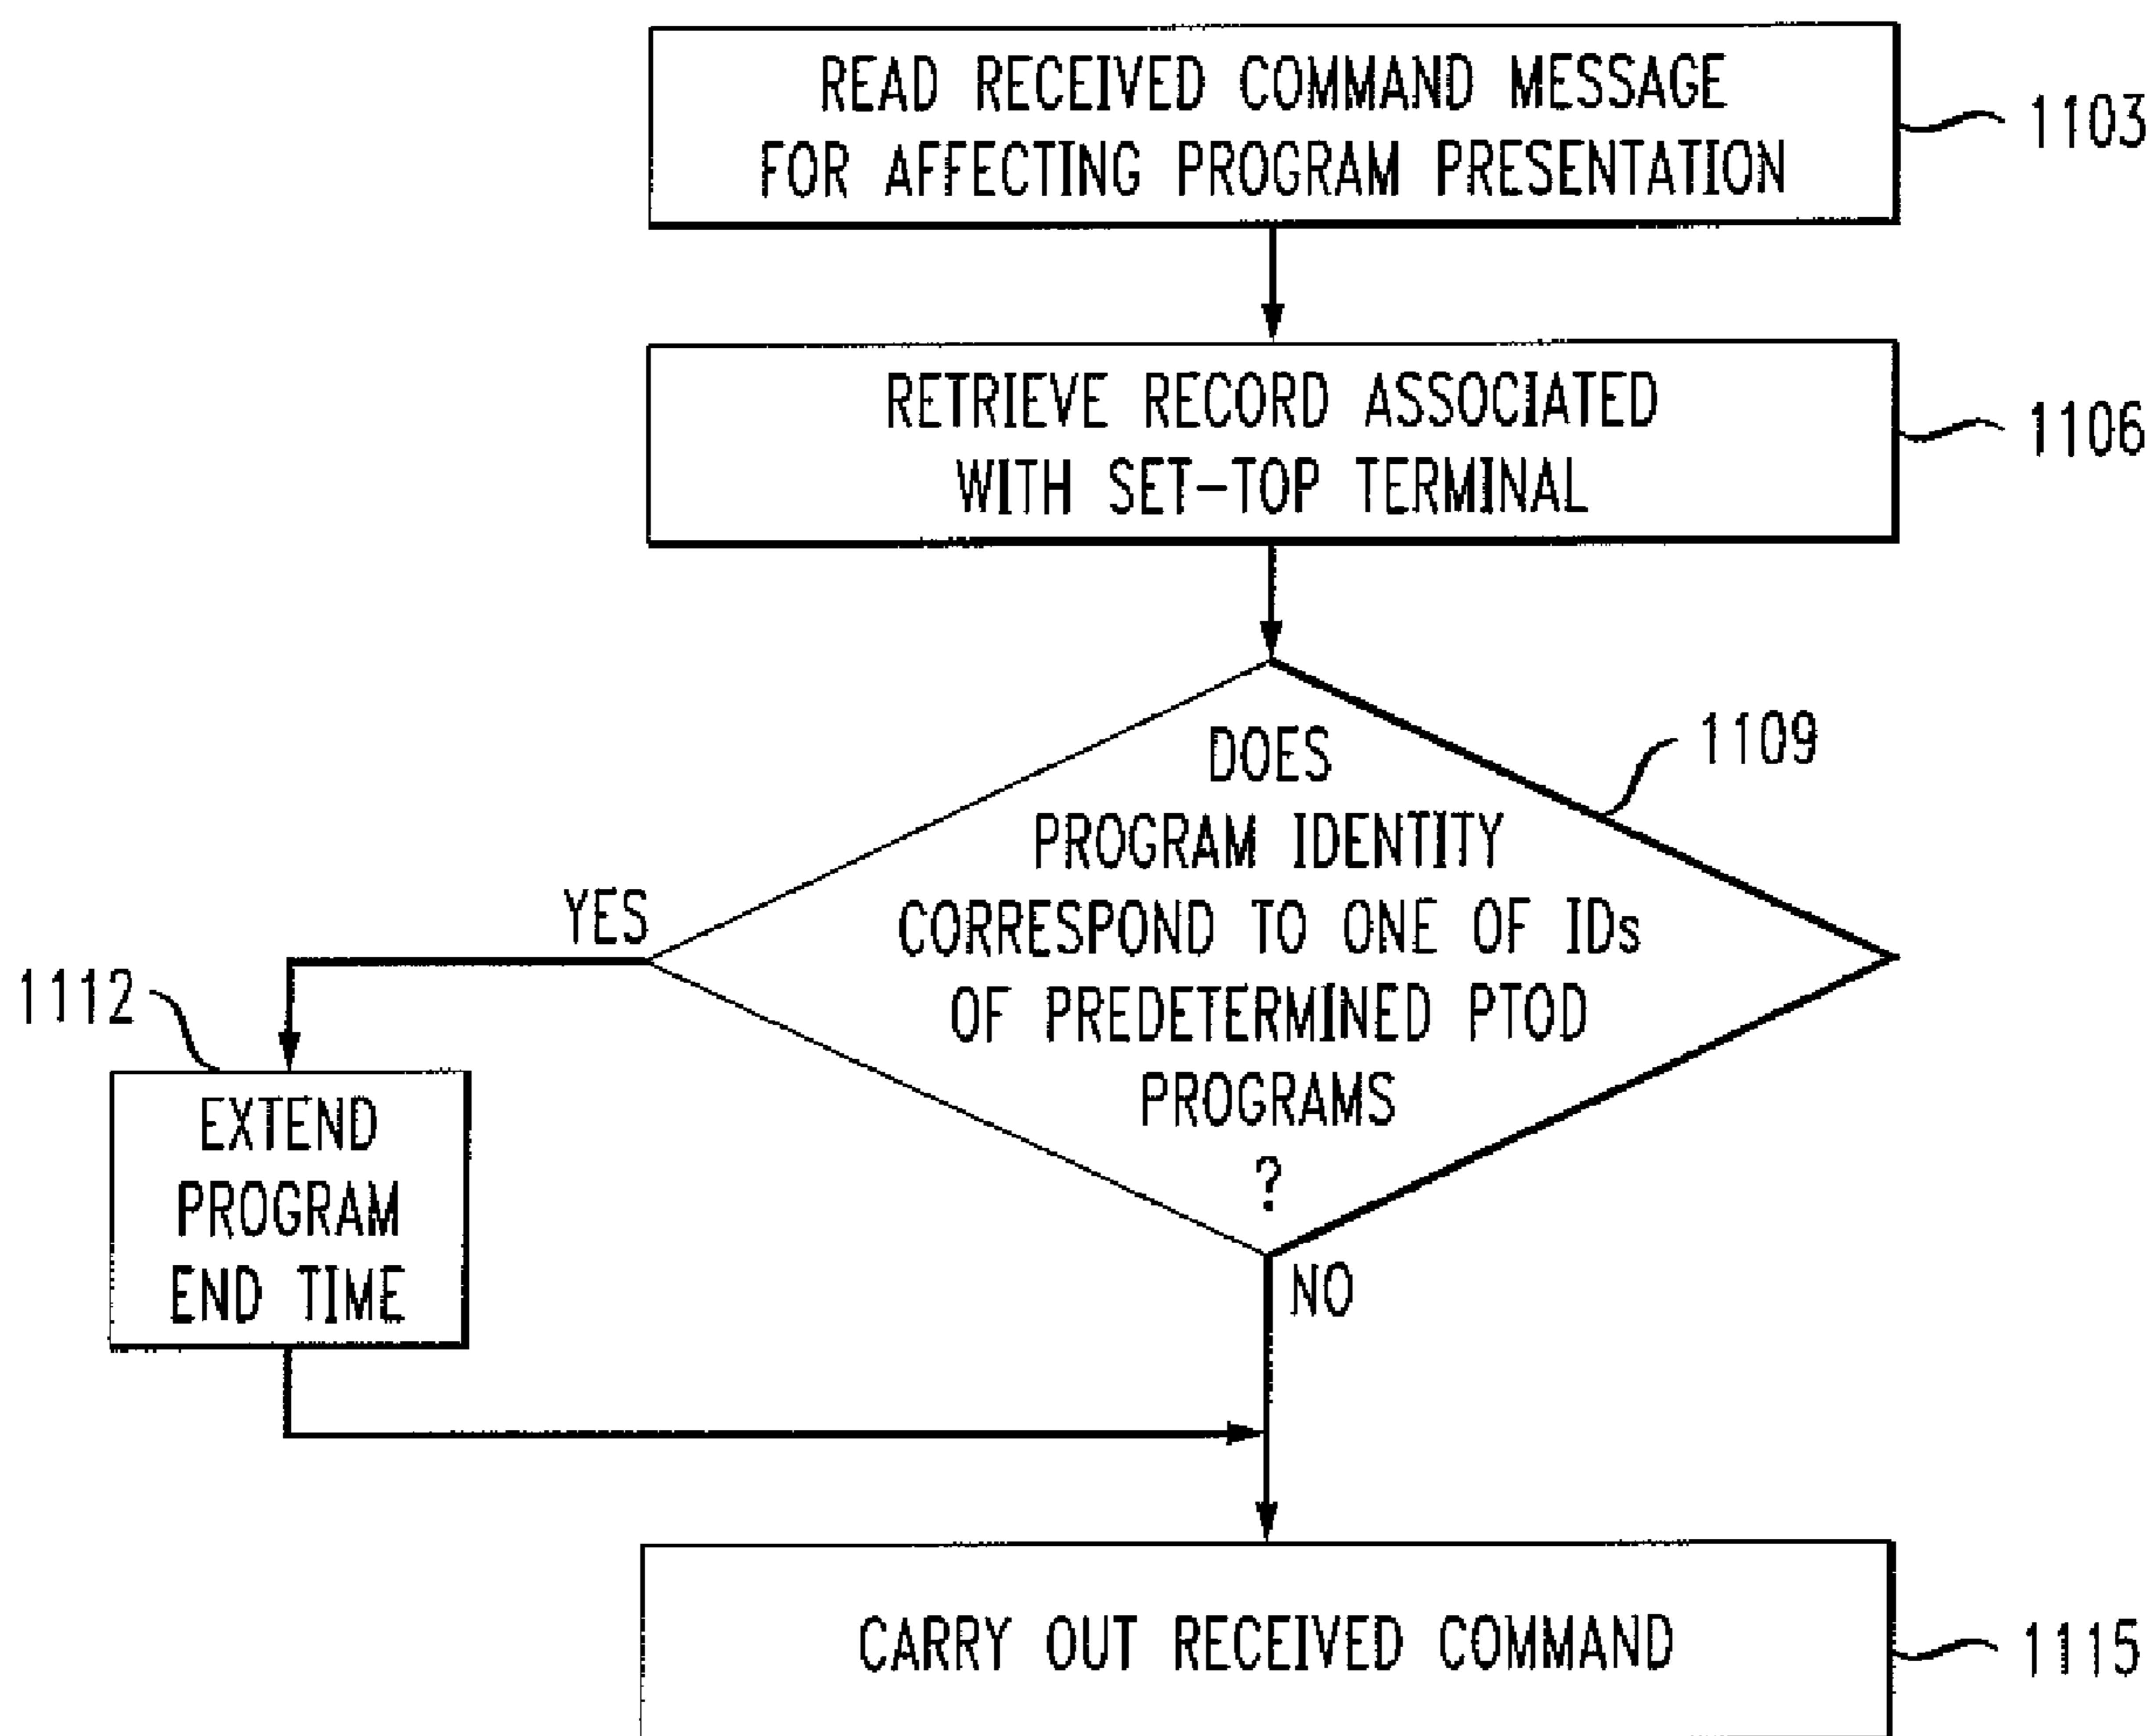 READ RECEIVED COMMAND MESSAGE
FOR AFFECTING PROGRAM PRESENTATION
1103
RETRIEVE RECORD ASSOCIATED
WITH SET-TOP TERMINAL
1106
DOES
PROGRAM IDENTITY
CORRESPOND TO ONE OF IDs
OF PREDETERMINED PTOD
PROGRAMS
?
1109
YES
1112
EXTEND
PROGRAM
END TIME
NO
CARRY OUT RECEIVED COMMAND
1115